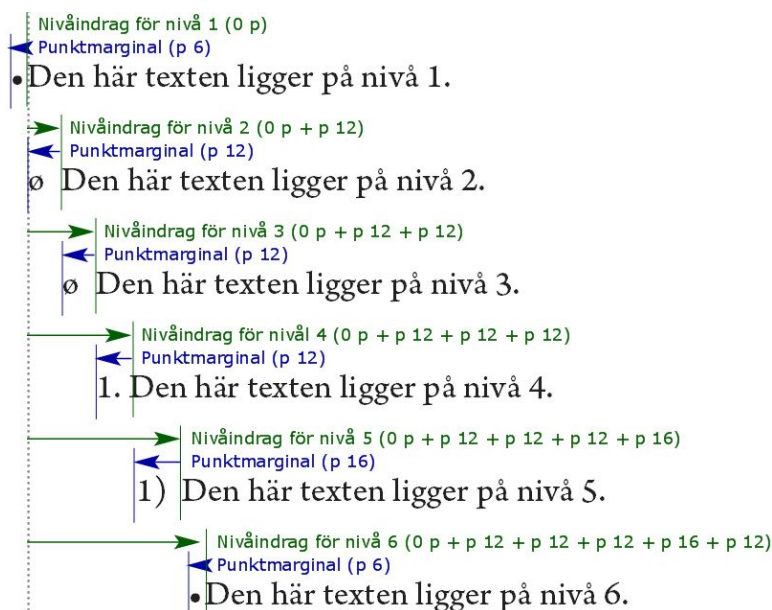 Nivåindrag för nivå 1 (0 p)
Punktmarginal (p 6)
•Den här texten ligger på nivå 1.
Nivåindrag för nivå 2 (0 p + p 12)
Punktmarginal (p 12)
ø Den här texten ligger på nivå 2.
Nivåindrag för nivå 3 (0 p + p 12 + p 12)
Punktmarginal (p 12)
ø Den här texten ligger på nivå 3.
Nivåindrag för nivål 4 (0 p + p 12 + p 12 + p 12)
Punktmarginal (p 12)
1. Den här texten ligger på nivå 4.
Nivåindrag för nivå 5 (0 p + p 12 + p 12 + p 12 + p 16)
Punktmarginal (p 16)
1) Den här texten ligger på nivå 5.
Nivåindrag för nivå 6 (0 p + p 12 + p 12 + p 12 + p 16 + p 12)
Punktmarginal (p 6)
•Den här texten ligger på nivå 6.